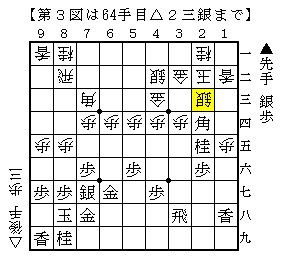 【第３図は64手目△２三銀まで】
９ ８ ７ ６ ５ ４ ３ ２ １
香 桂 桂 香 一
飛 銀 金 玉 二
角 金 銀 三
歩 歩 歩 歩 歩 角 四
歩 歩 桂 歩 五
歩 歩 歩 六
歩 歩 銀 金 歩 七
玉 金 飛 香 八
香 桂 九
▲先手 銀歩
△後手 歩三